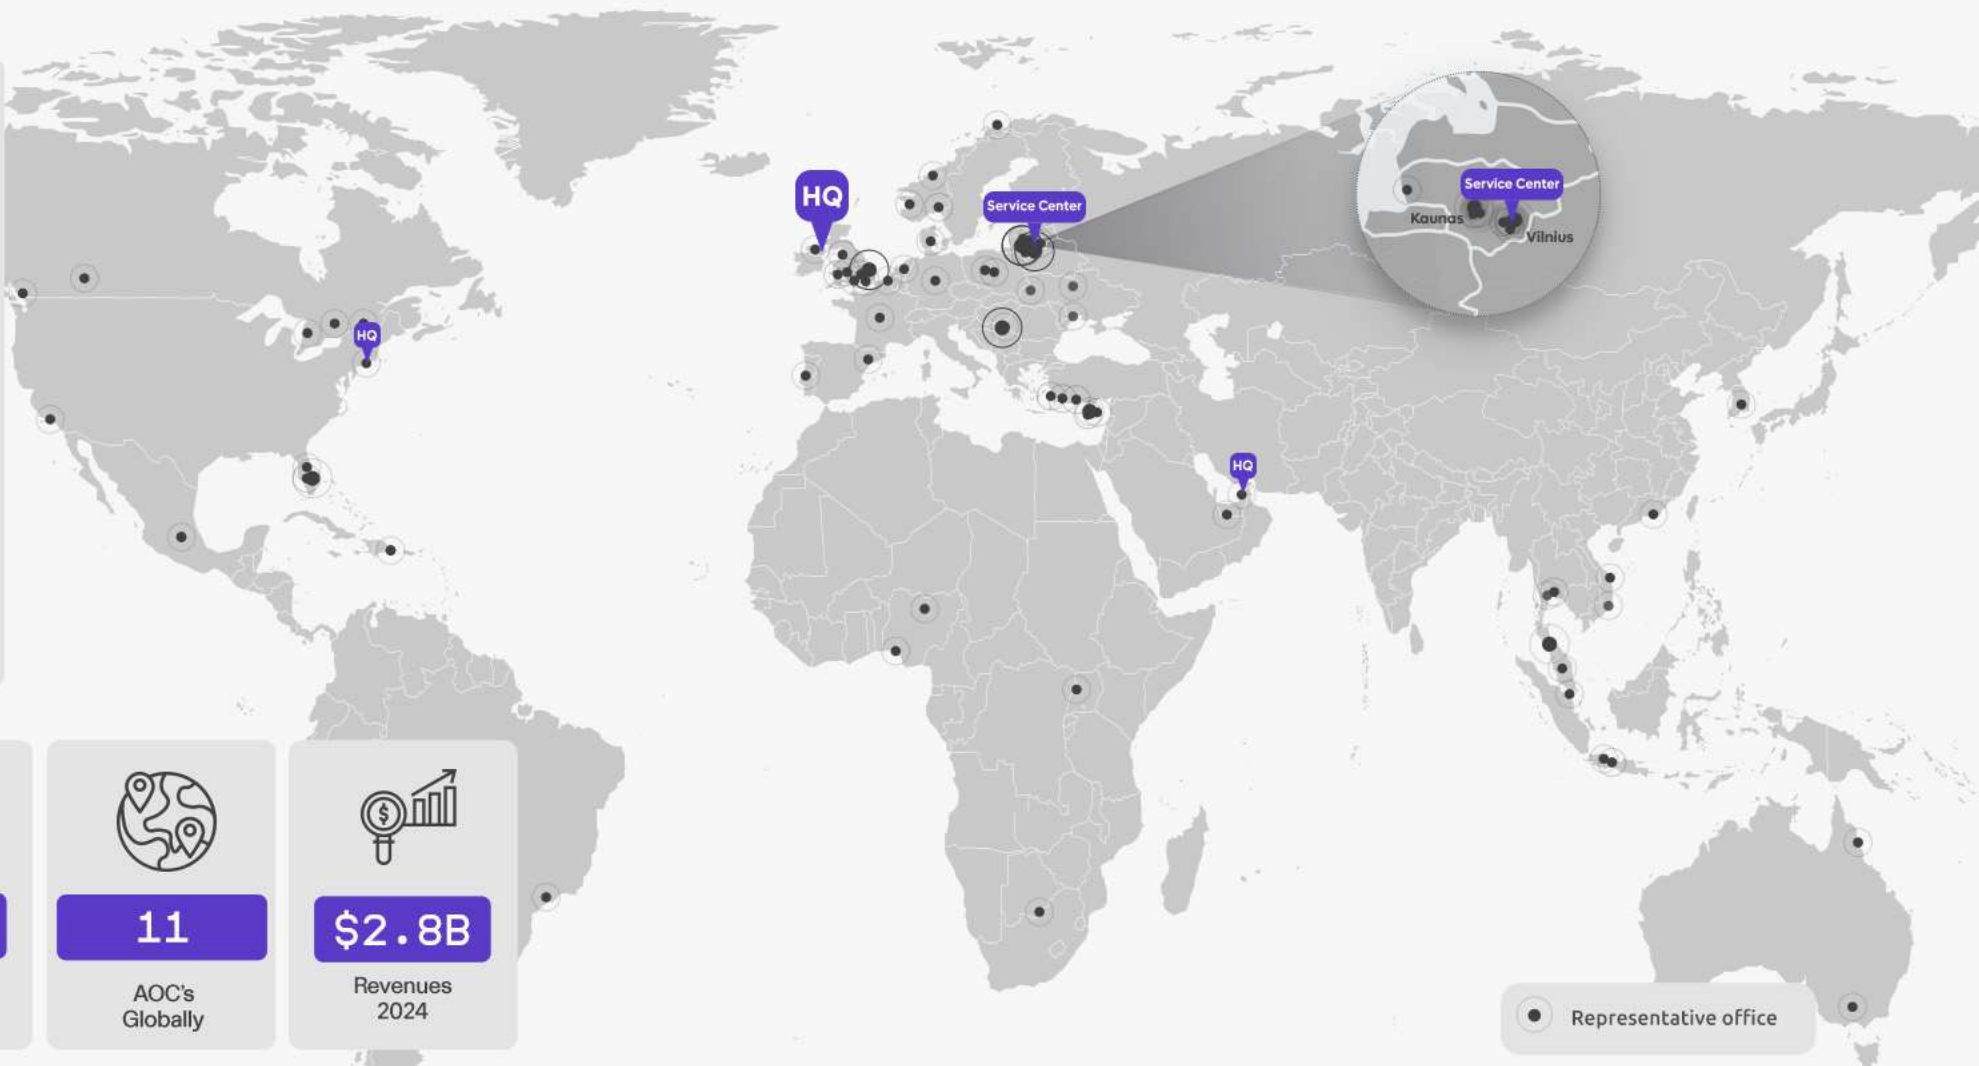 HQ
Service Center
Service Center
Kaunas
Vilnius
HQ
HQ
$
11
AOC's
Globally
$2.8B
Revenues
2024
Representative office